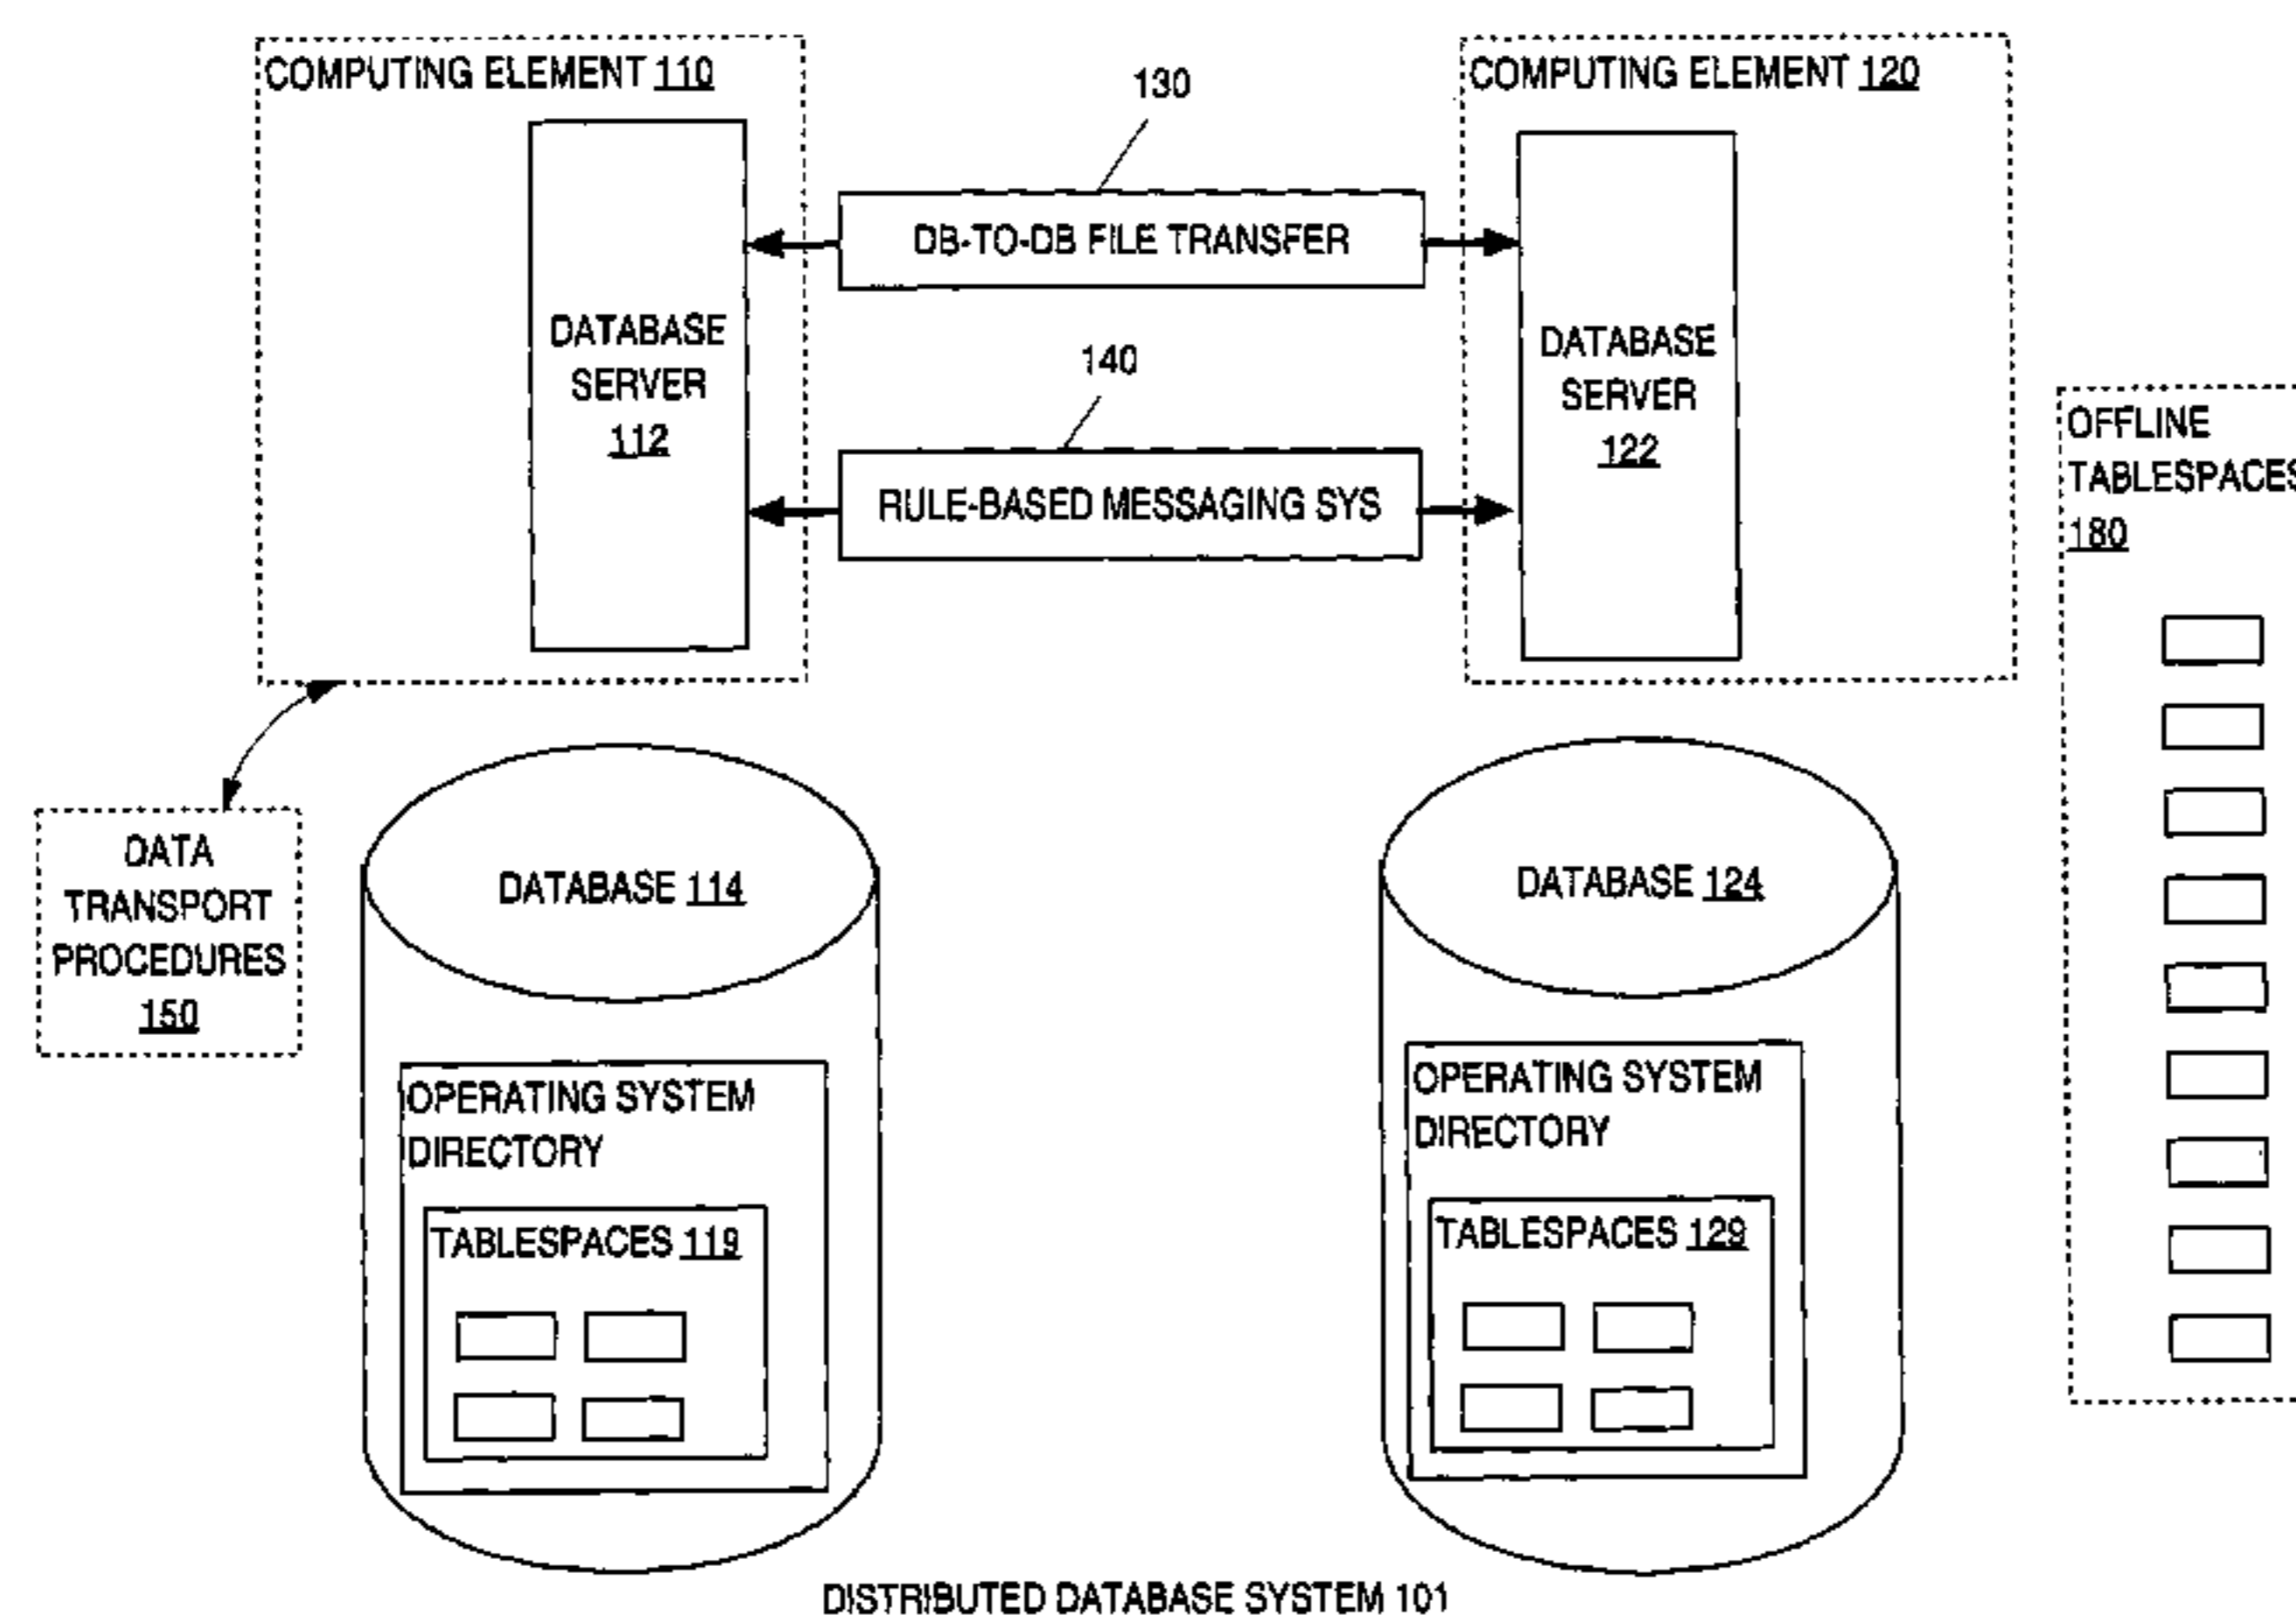 COMPUTING ELEMENT 110
130
COMPUTING ELEMENT 120
DB-TO-DB FILE TRANSFER
DATABASE
SERVER
112
DATABASE
SERVER
122
140
RULE-BASED MESSAGING SYS
OFFLINE
TABLESPACES
180
DATA
TRANSPORT
PROCEDURES
150
DATABASE 114
DATABASE 124
OPERATING SYSTEM
DIRECTORY
TABLESPACES 119
OPERATING SYSTEM
DIRECTORY
TABLESPACES 129
DISTRIBUTED DATABASE SYSTEM 101